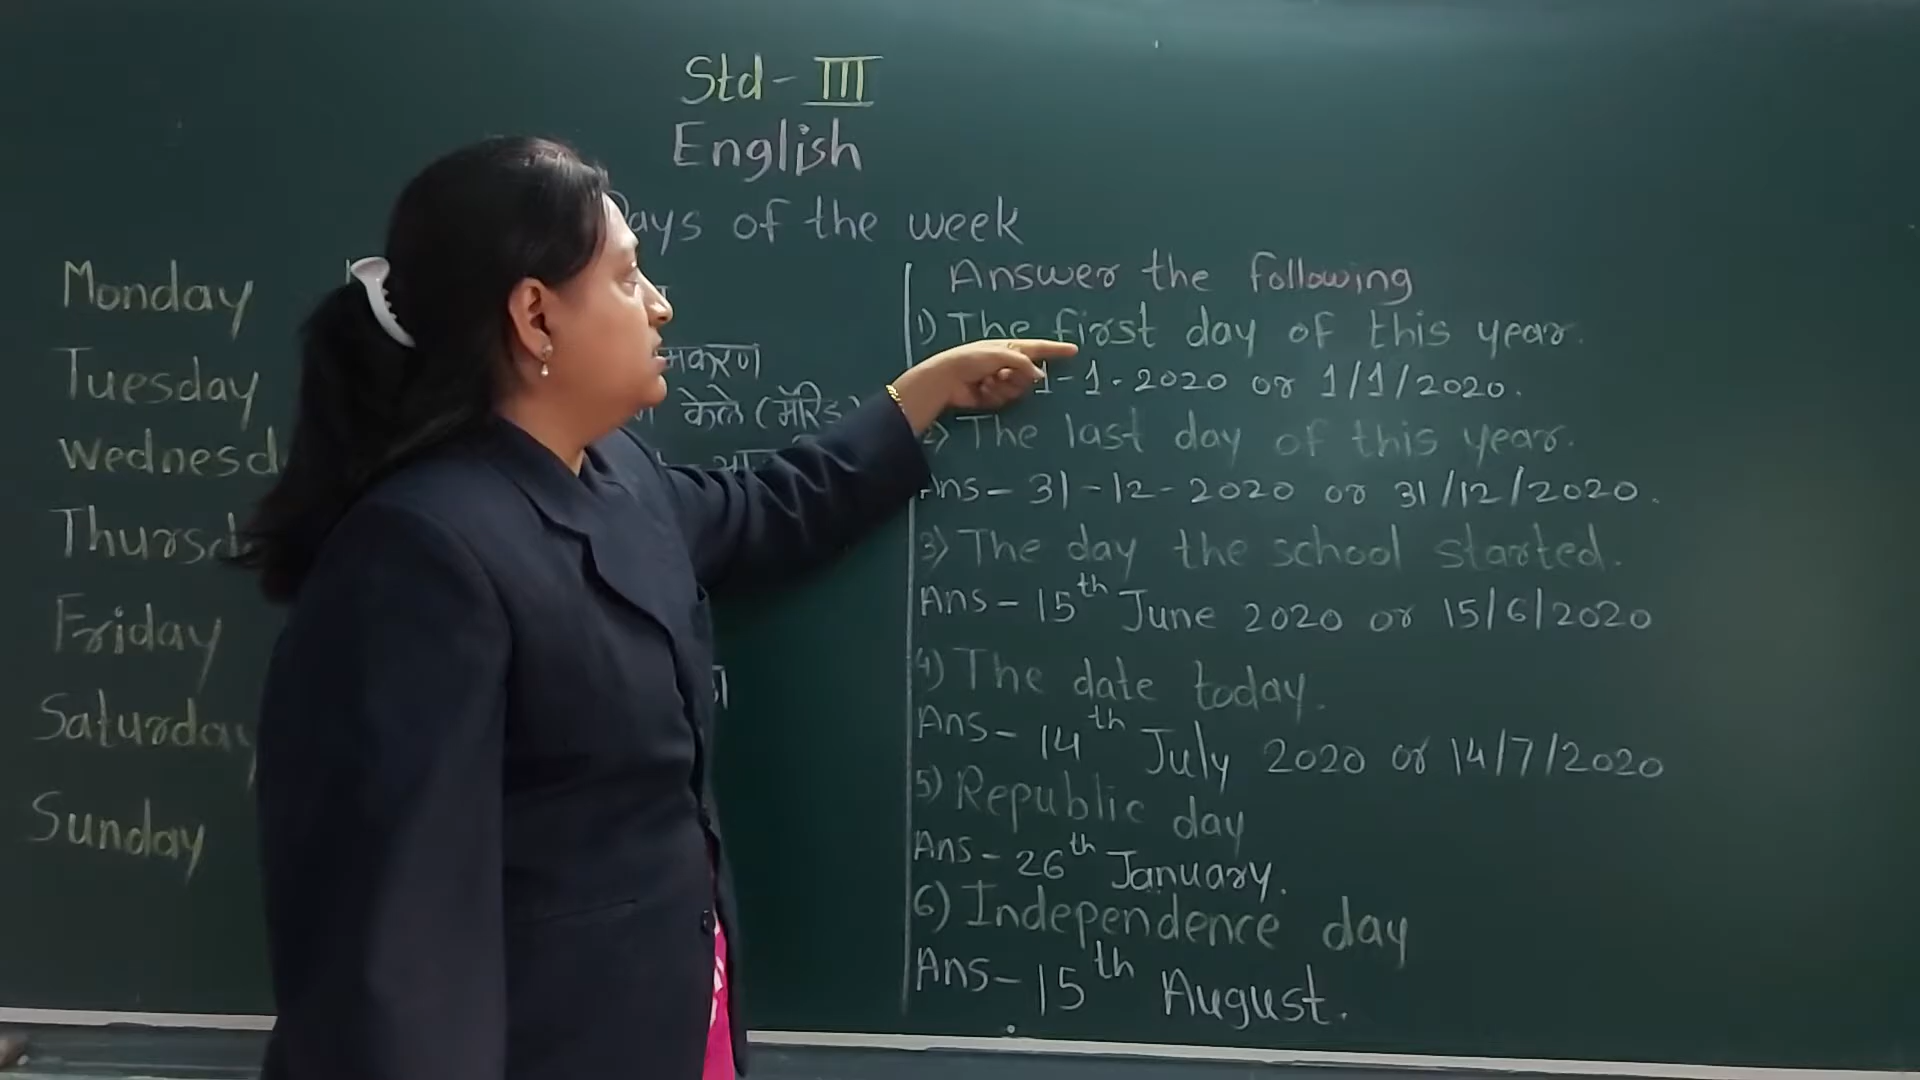 Std- III
English
Days of the week
Monday
Tuesday
Thursd
Friday
Saturday
Sunday
केले (मॅरिड)
Answer the following
1) The first day of this year.
1-1-2020 or 1/1/2020.
2) The last day of this year.
Ans- 31-12-2020 or 31/12/2020.
3) The day the school started.
Ans- 15th June 2020 or 15/6/2020
4) The date today.
Ans- 14th July 2020 or 14/7/2020
5) Republic day
Ans- 26th January.
6) Independence day
Ans- 15th August.